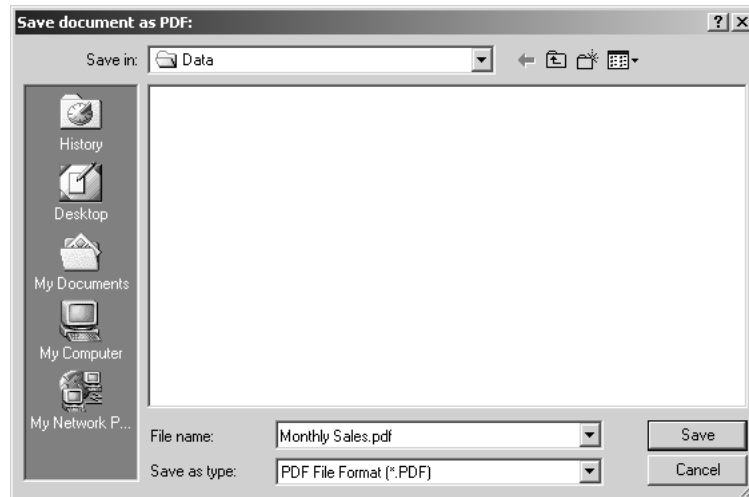 Save document as PDF:
Save in: Data
History
Desktop
My Documents
My Computer
My Network P...
File name: Monthly Sales.pdf Save
Save as type: PDF File Format (*.PDF) Cancel